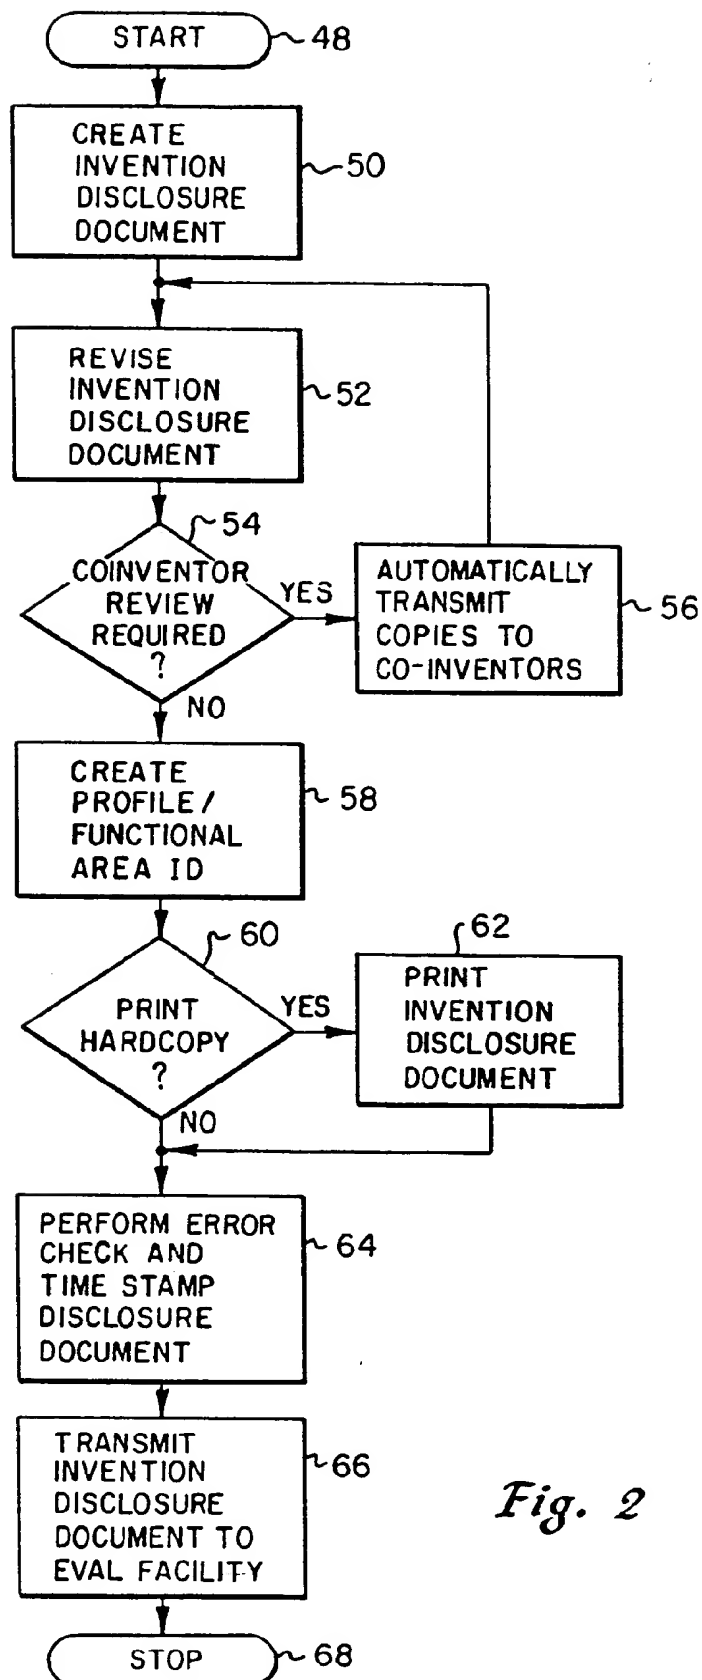 START
48
CREATE
INVENTION
DISCLOSURE
DOCUMENT
50
REVISE
INVENTION
DISCLOSURE
DOCUMENT
52
54
COINVENTOR
REVIEW
REQUIRED
?
YES
AUTOMATICALLY
TRANSMIT
COPIES TO
CO-INVENTORS
56
NO
CREATE
PROFILE/
FUNCTIONAL
AREA ID
58
60
PRINT
HARDCOPY
?
YES
62
PRINT
INVENTION
DISCLOSURE
DOCUMENT
NO
PERFORM ERROR
CHECK AND
TIME STAMP
DISCLOSURE
DOCUMENT
64
TRANSMIT
INVENTION
DISCLOSURE
DOCUMENT TO
EVAL FACILITY
66
Fig. 2
STOP
68